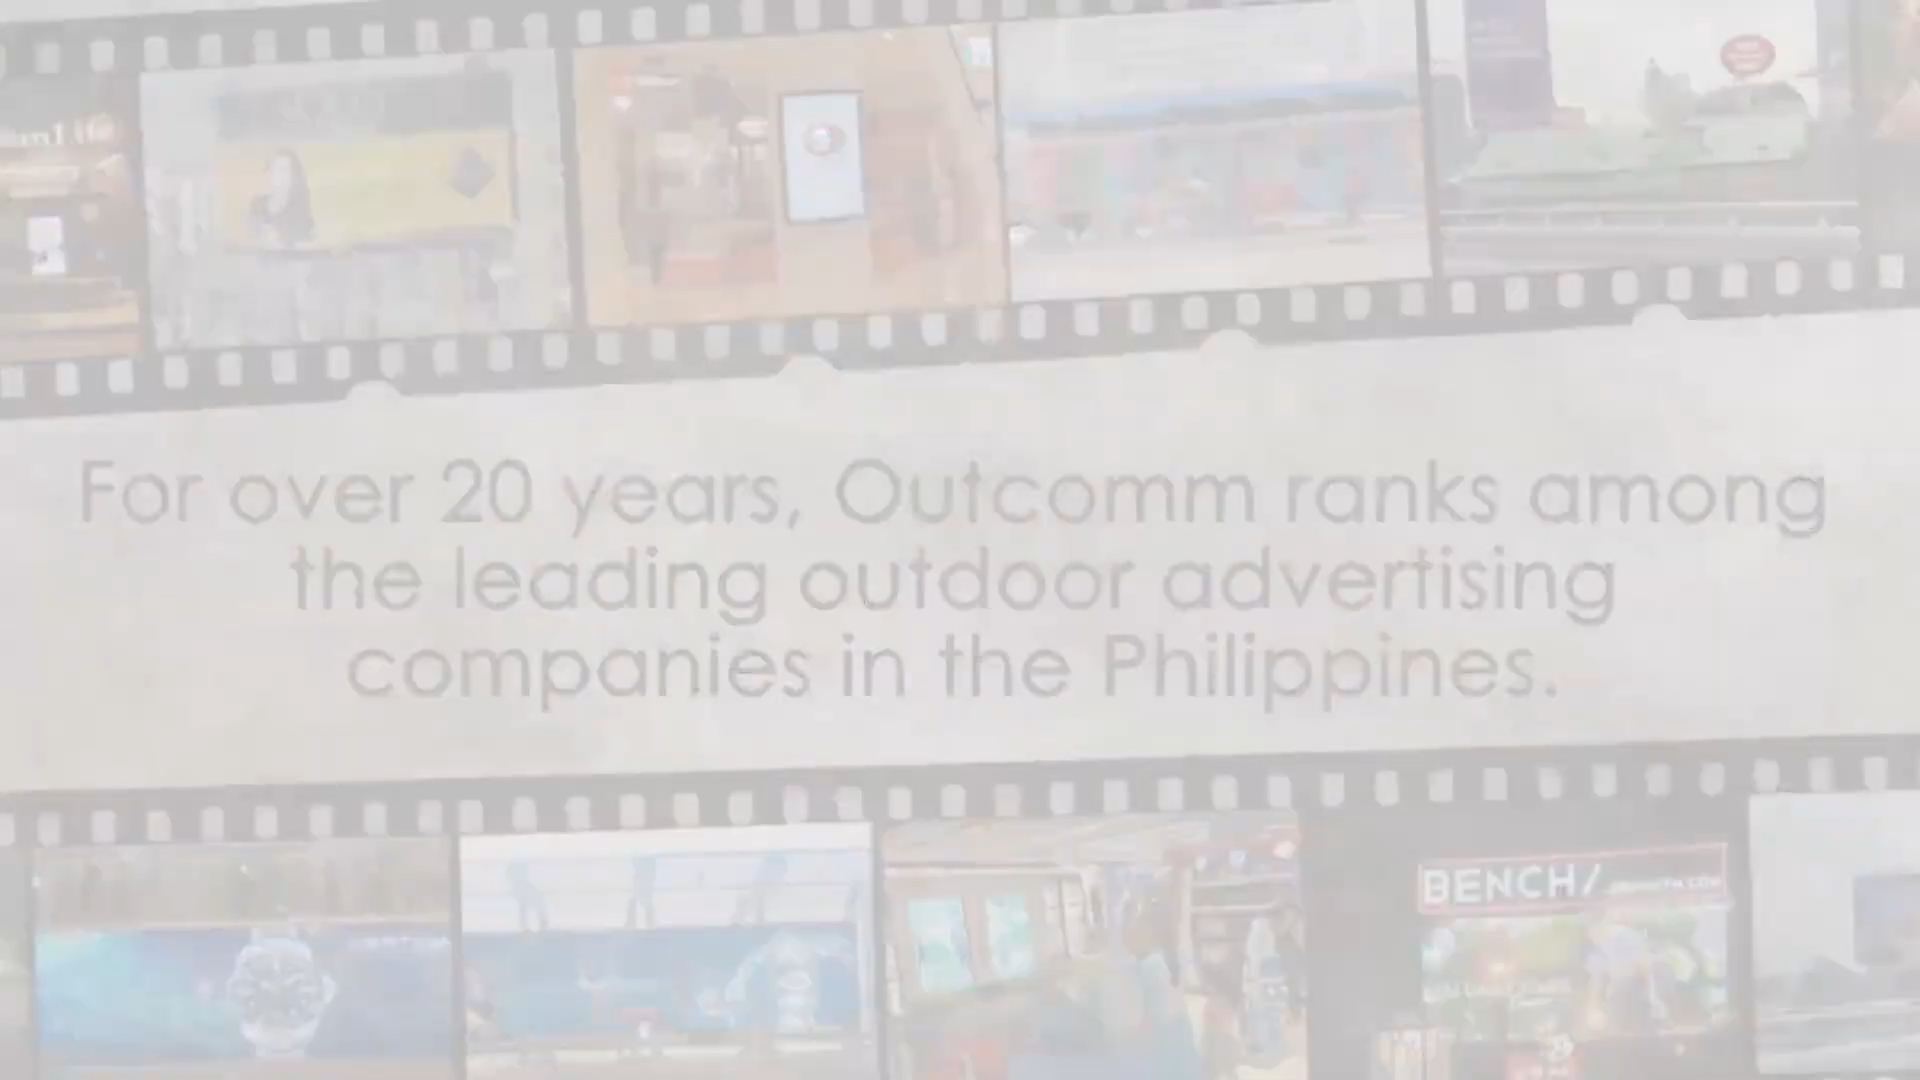 For over 20 years, Outcomm ranks among
the leading outdoor advertising
companies in the Philippines.
BENCH/